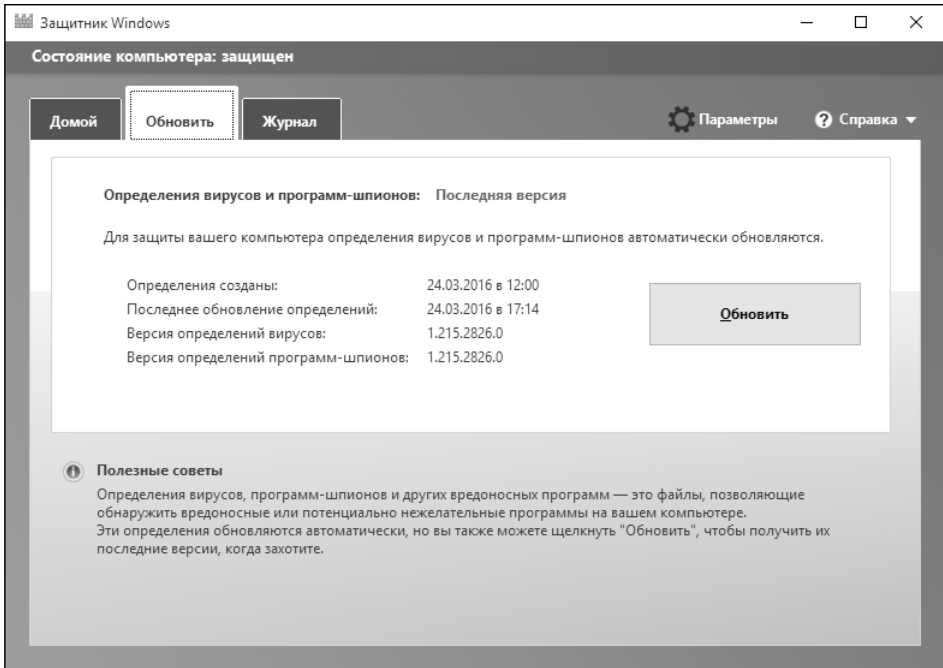 Защитник Windows
Состояние компьютера: защищен
Домой Обновить Журнал Параметры Справка
Определения вирусов и программ-шпионов: Последняя версия
Для защиты вашего компьютера определения вирусов и программ-шпионов автоматически обновляются.
Определения созданы: 24.03.2016 в 12:00
Последнее обновление определений: 24.03.2016 в 17:14
Версия определений вирусов: 1.215.2826.0
Версия определений программ-шпионов: 1.215.2826.0
Обновить
Полезные советы
Определения вирусов, программ-шпионов и других вредоносных программ — это файлы, позволяющие
обнаружить вредоносные или потенциально нежелательные программы на вашем компьютере.
Эти определения обновляются автоматически, но вы также можете щелкнуть "Обновить", чтобы получить их
последние версии, когда захотите.